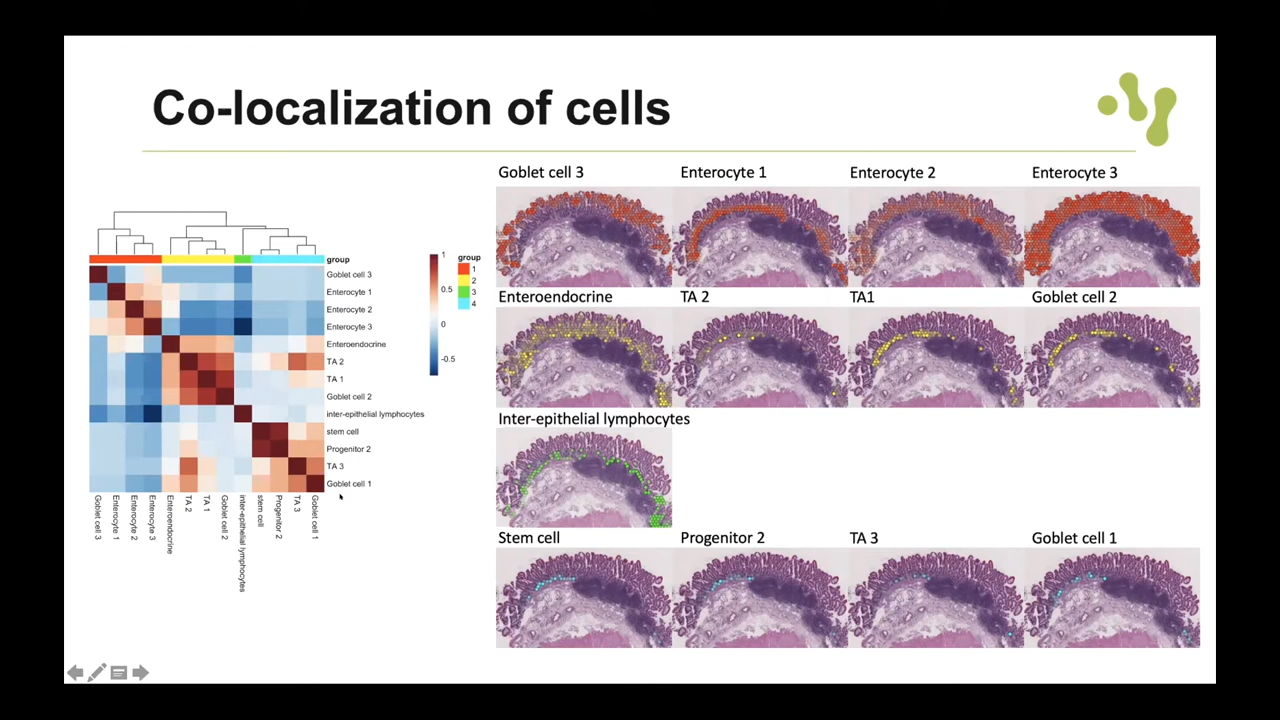 Co-localization of cells
group
Goblet cell 3
Enterocyte 1
Enterocyte 2
Enterocyte 3
Enteroendocrine
TA 2
TA 1
Goblet cell 2
inter-epithelial lymphocytes
stem cell
Progenitor 2
TA 3
Goblet cell 1
Goblet cell 3
Enterocyte 1
Enterocyte 2
Enterocyte 3
Enteroendocrine
TA 2
TA 1
Goblet cell 2
inter-epithelial lymphocytes
stem cell
Progenitor 2
TA 3
Goblet cell 1
1
0.5
0
-0.5
group
1
2
3
4
Goblet cell 3 Enterocyte 1 Enterocyte 2 Enterocyte 3
Enteroendocrine TA 2 TA1 Goblet cell 2
Inter-epithelial lymphocytes
Stem cell Progenitor 2 TA 3 Goblet cell 1